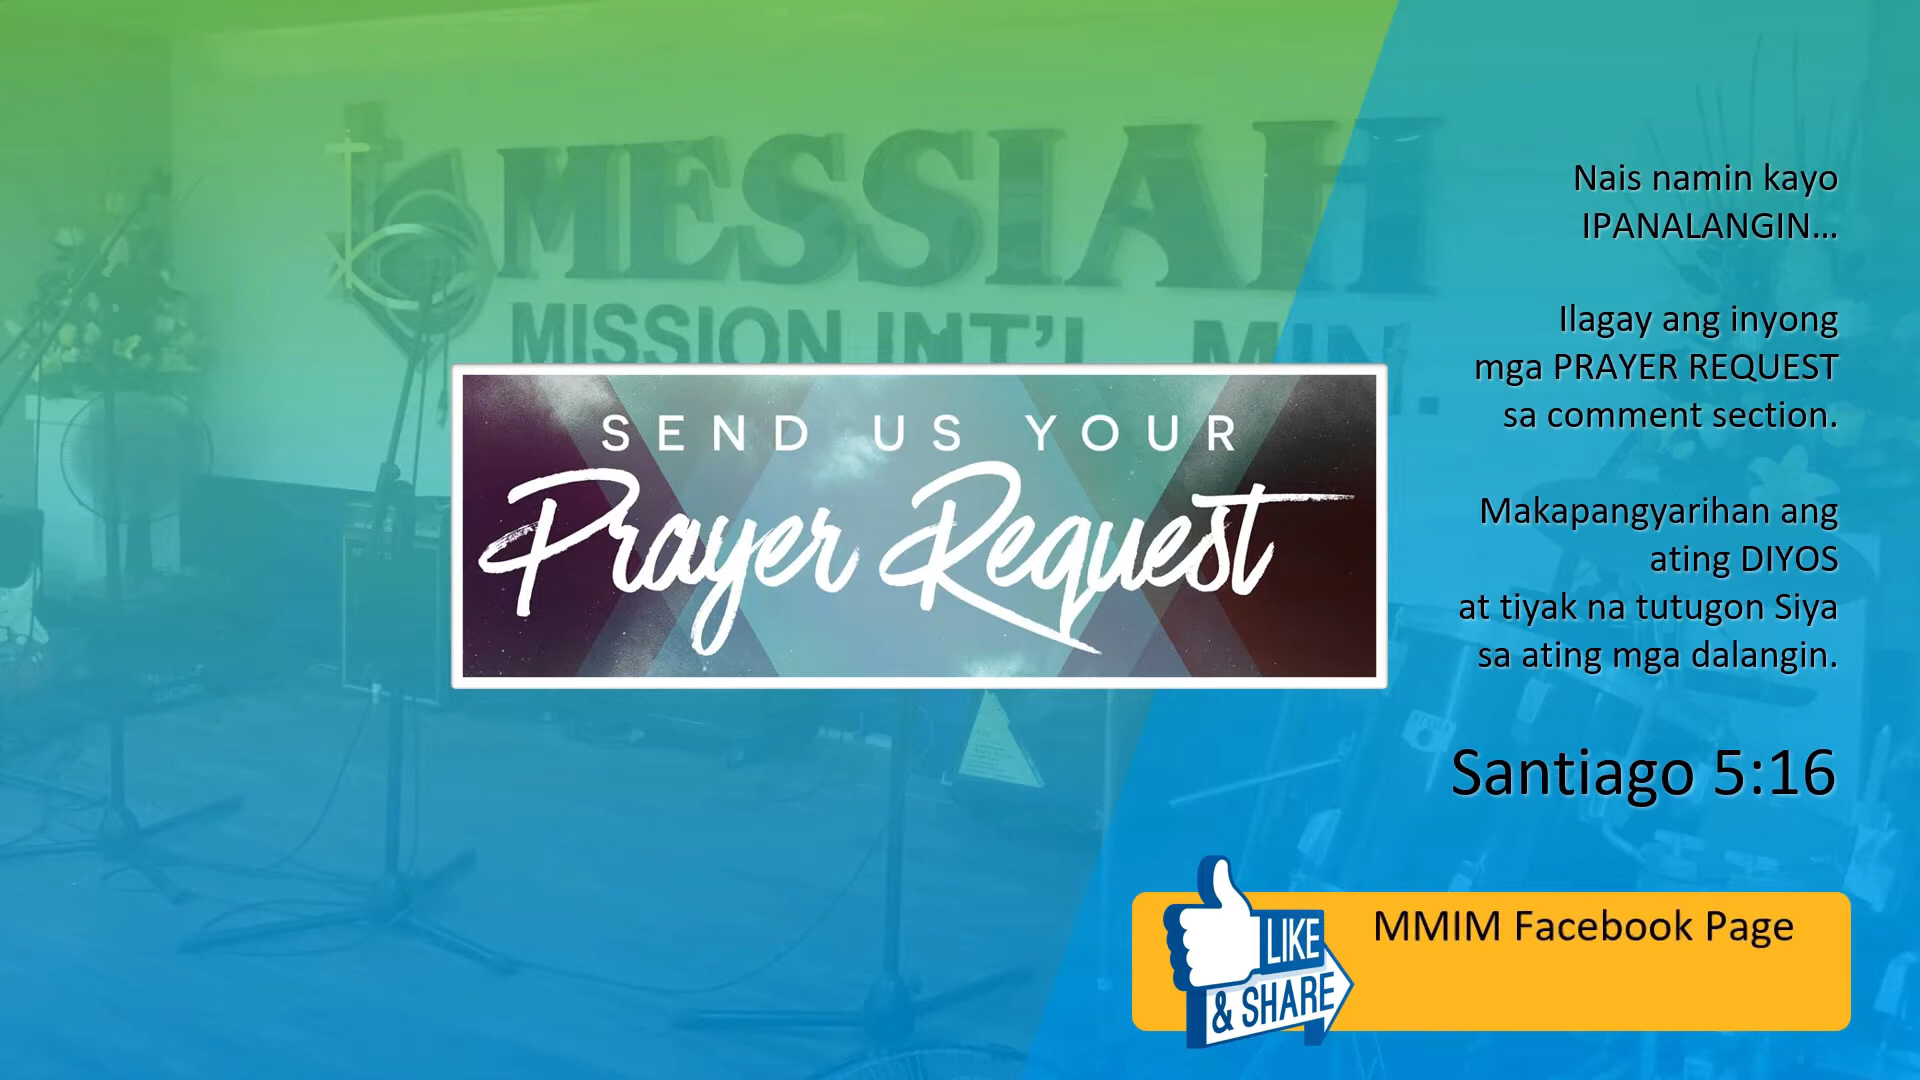 MESSIAH
MISSION INT'L. MIN.
SEND US YOUR
Prayer Request
Nais namin kayo
IPANALANGIN...
Ilagay ang inyong
mga PRAYER REQUEST
sa comment section.
Makapangyarihan ang
ating DIYOS
at tiyak na tutugon Siya
sa ating mga dalangin.
Santiago 5:16
LIKE
& SHARE
MMIM Facebook Page